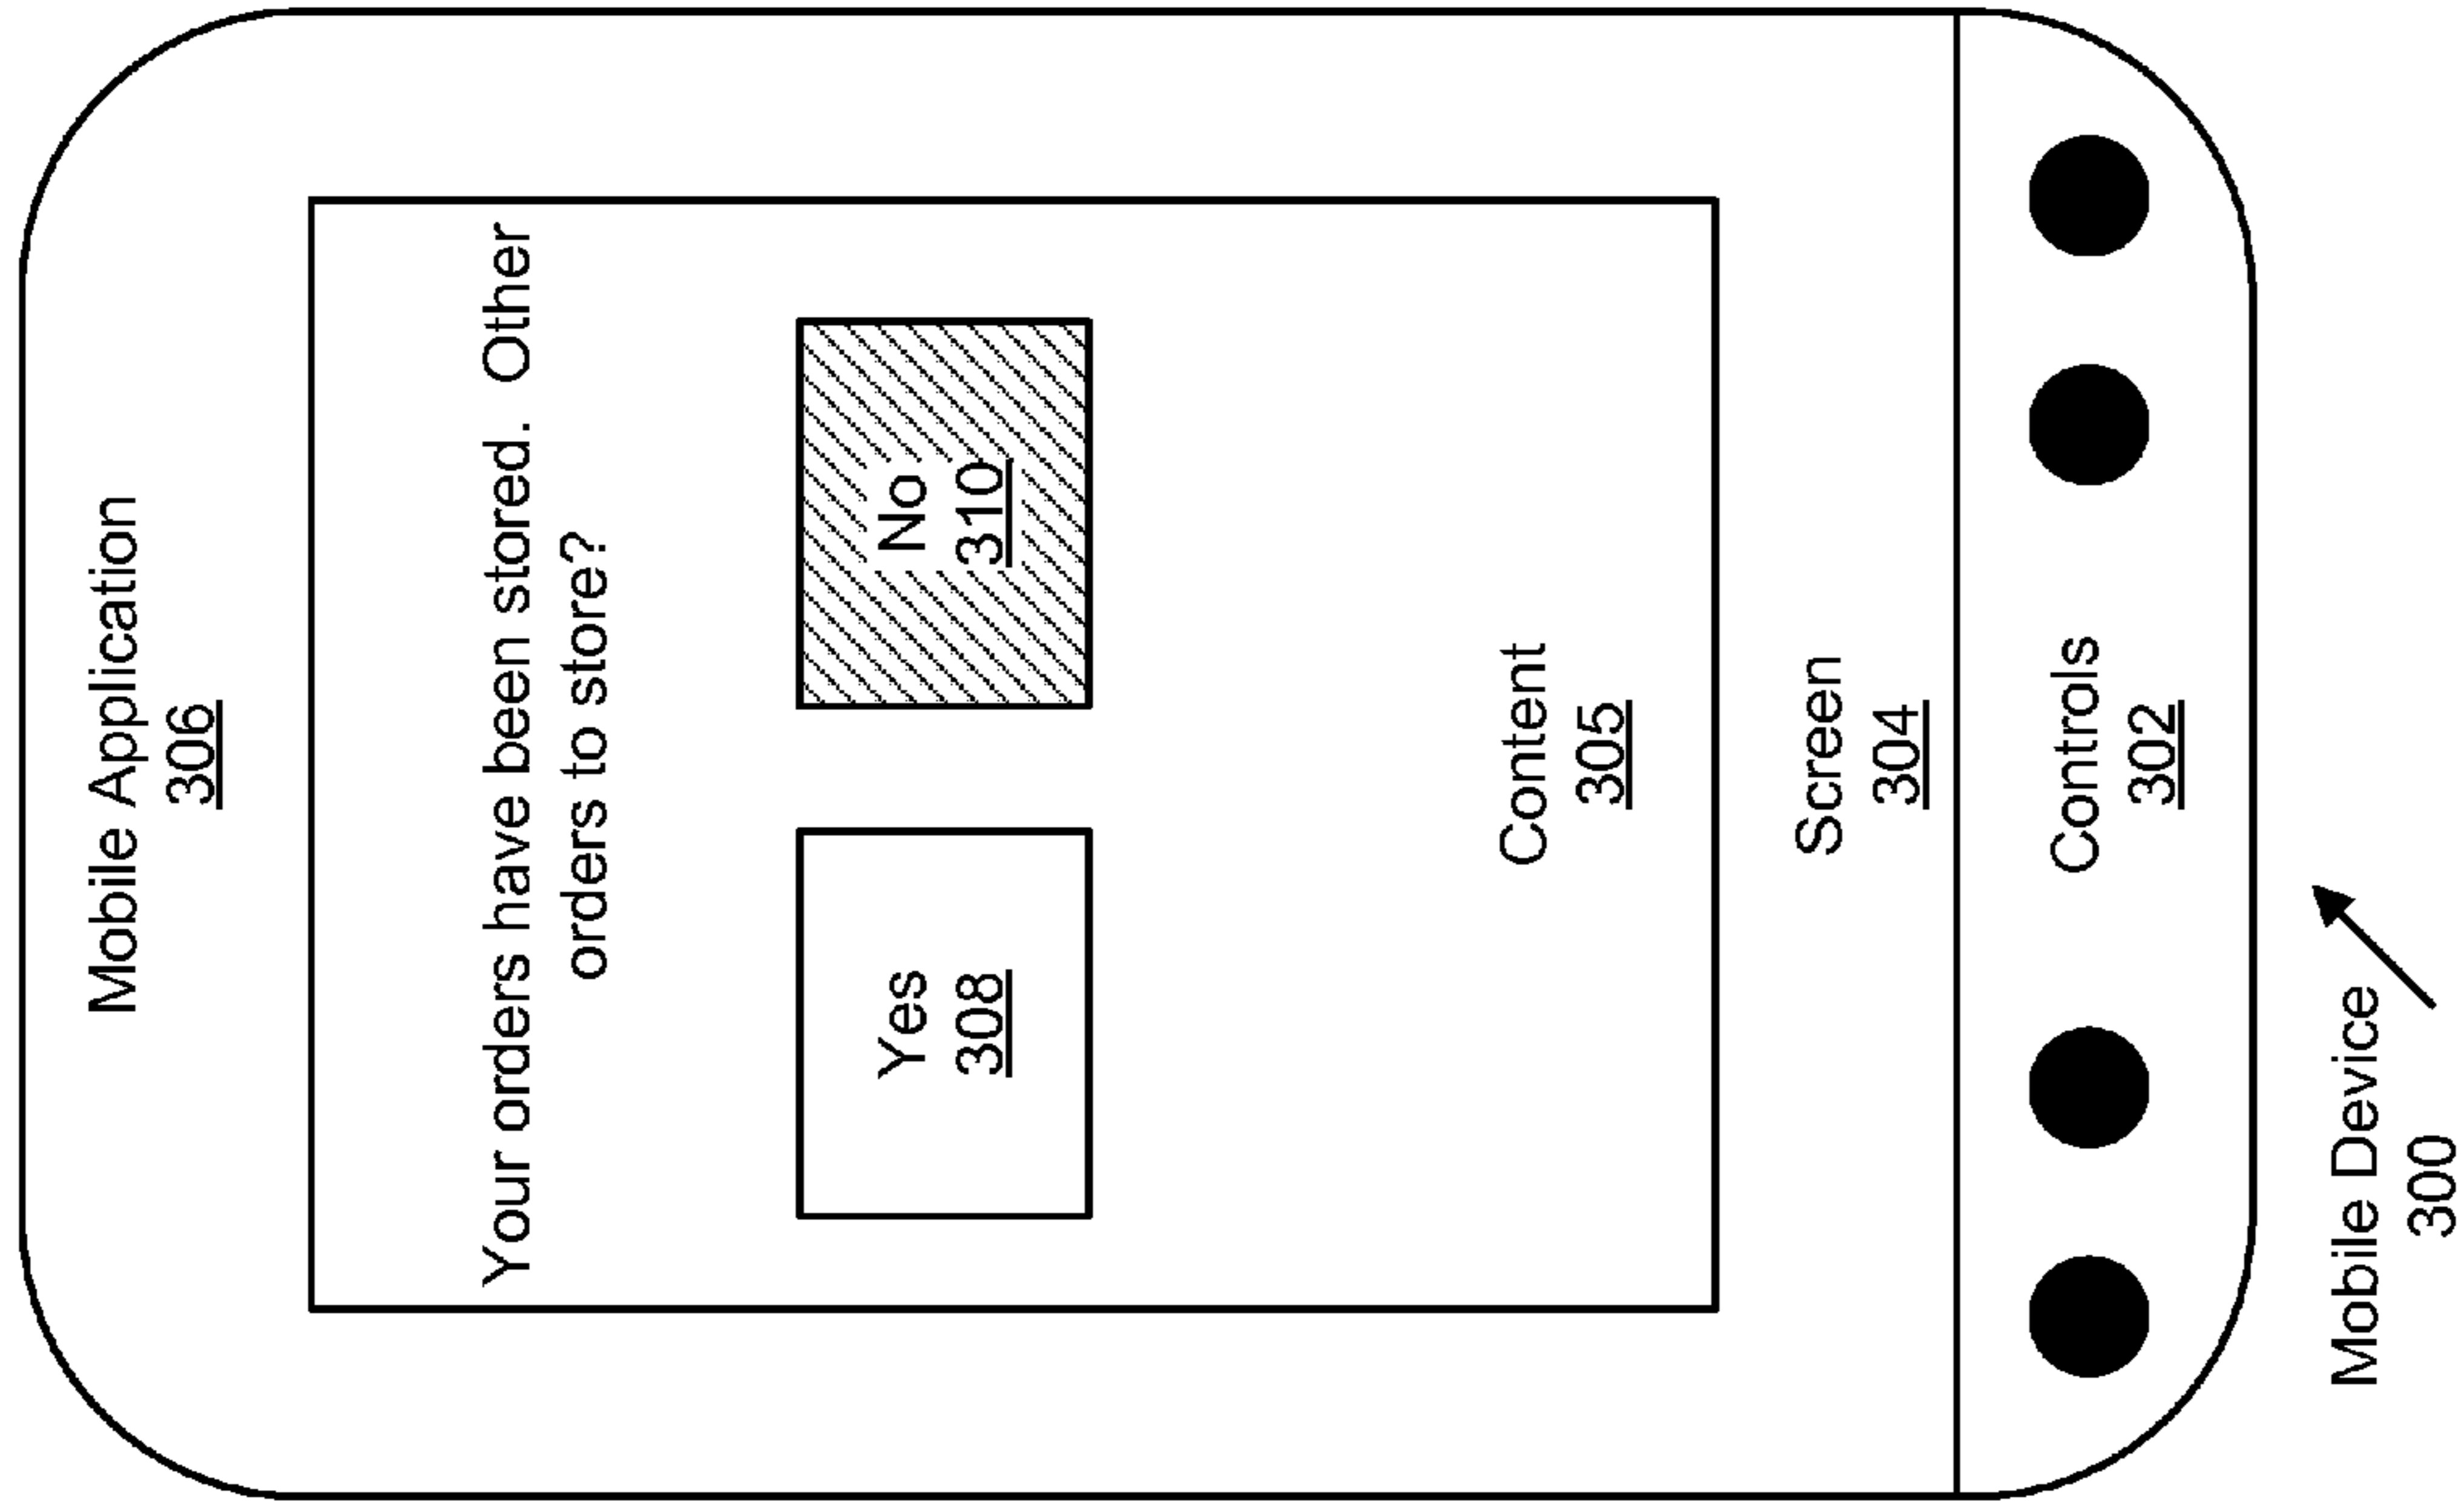 Mobile Application
306
Your orders have been stored. Other
orders to store?
Yes
308
No
310
Content
305
Screen
304
Controls
302
Mobile Device
300